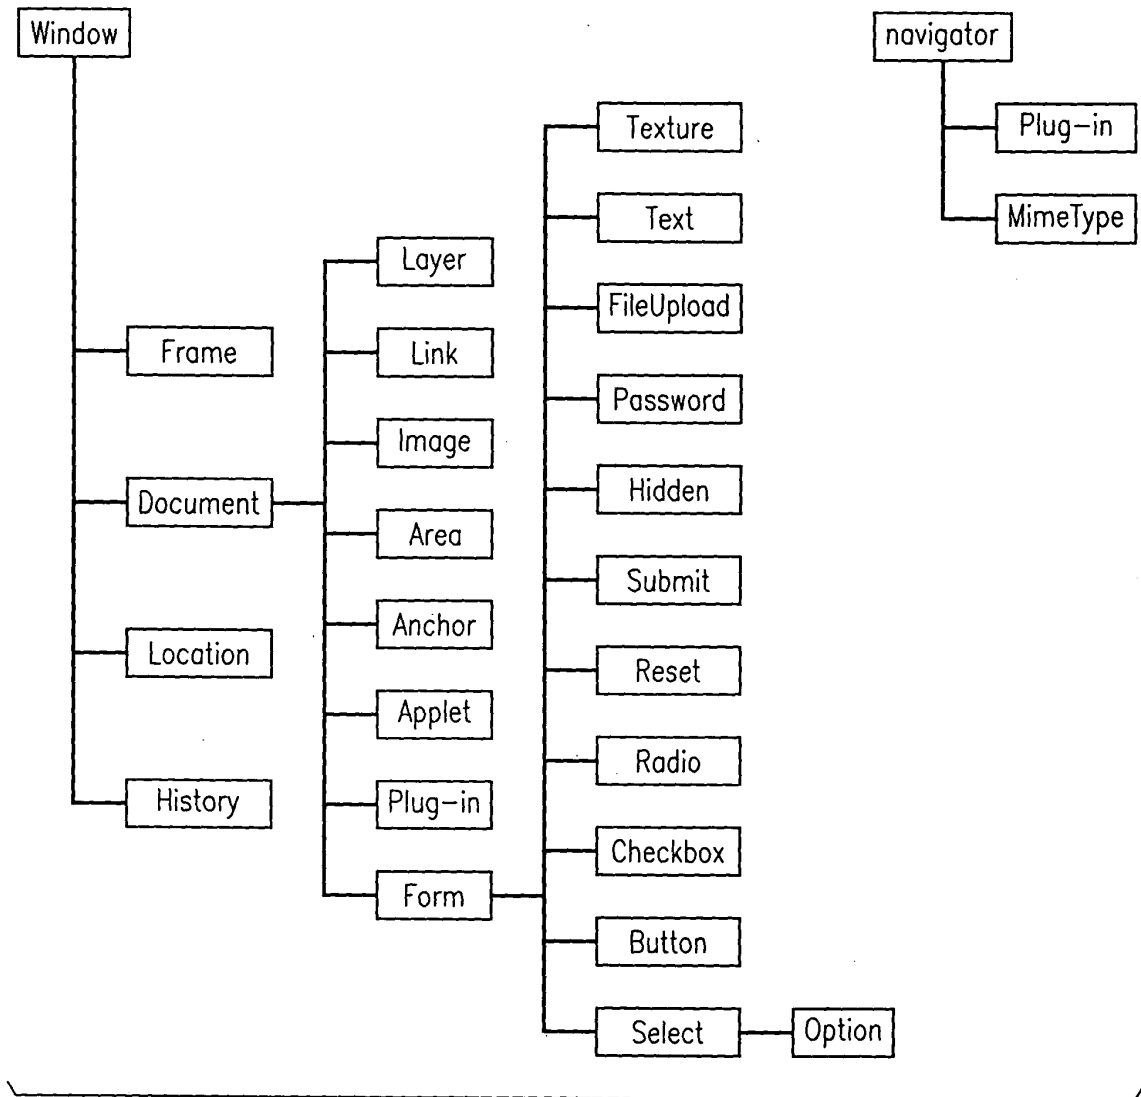 Window
navigator
Texture
Plug-in
Text
MimeType
Layer
FileUpload
Frame
Link
Password
Image
Hidden
Document
Area
Submit
Anchor
Location
Reset
Applet
Radio
History
Plug-in
Checkbox
Form
Button
Select
Option